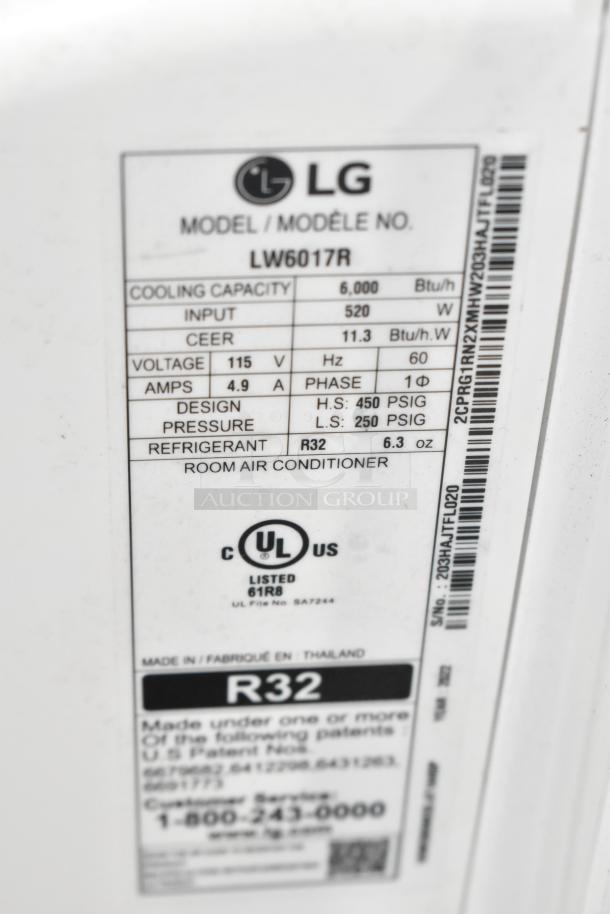 LG
MODEL / MODÈLE NO.
LW6017R
COOLING CAPACITY 6,000 Btu/h
INPUT 520 W
CEER 11.3 Btu/h.W
VOLTAGE 115 V Hz 60
AMPS 4.9 A PHASE 1Φ
DESIGN PRESSURE H.S: 450 PSIG
L.S: 250 PSIG
REFRIGERANT R32 6.3 oz
ROOM AIR CONDITIONER
AUCTION GROUP
C UL ® US
LISTED
61R8
UL File No. SA7244
MADE IN / FABRIQUÉ EN : THAILAND
R32
Made under one or more
Of the following patents :
U.S Patent Nos.
6679682,6412298,6431263,
6691773
Customer Service:
1-800-243-0000
www.lg.com
2CPRG1RN2XMHW203HAJTFL020
S/No. : 203HAJTFL020
YEAR 2022